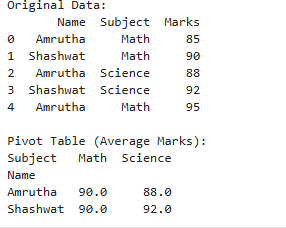 Original Data:
Name Subject Marks
0 Amrutha Math 85
1 Shashwat Math 90
2 Amrutha Science 88
3 Shashwat Science 92
4 Amrutha Math 95
Pivot Table (Average Marks):
Subject Math Science
Name
Amrutha 90.0 88.0
Shashwat 90.0 92.0